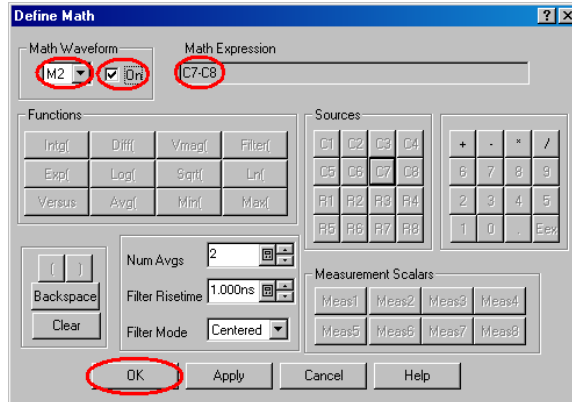 Define Math
Math Waveform
M2
On
Math Expression
C7-C8
Functions
Intg( Diff( Vmag( Filter(
Exp( Log( Sqrt( Ln(
Versus Avg( Min( Max(
Sources
C1 C2 C3 C4
C5 C6 C7 C8
R1 R2 R3 R4
R5 R6 R7 R8
+ - * /
6 7 8 9
2 3 4 5
1 0 . Eex
( )
Backspace
Clear
Num Avgs 2
Filter Risetime 1.000ns
Filter Mode Centered
Measurement Scalars
Meas1 Meas2 Meas3 Meas4
Meas5 Meas6 Meas7 Meas8
OK Apply Cancel Help